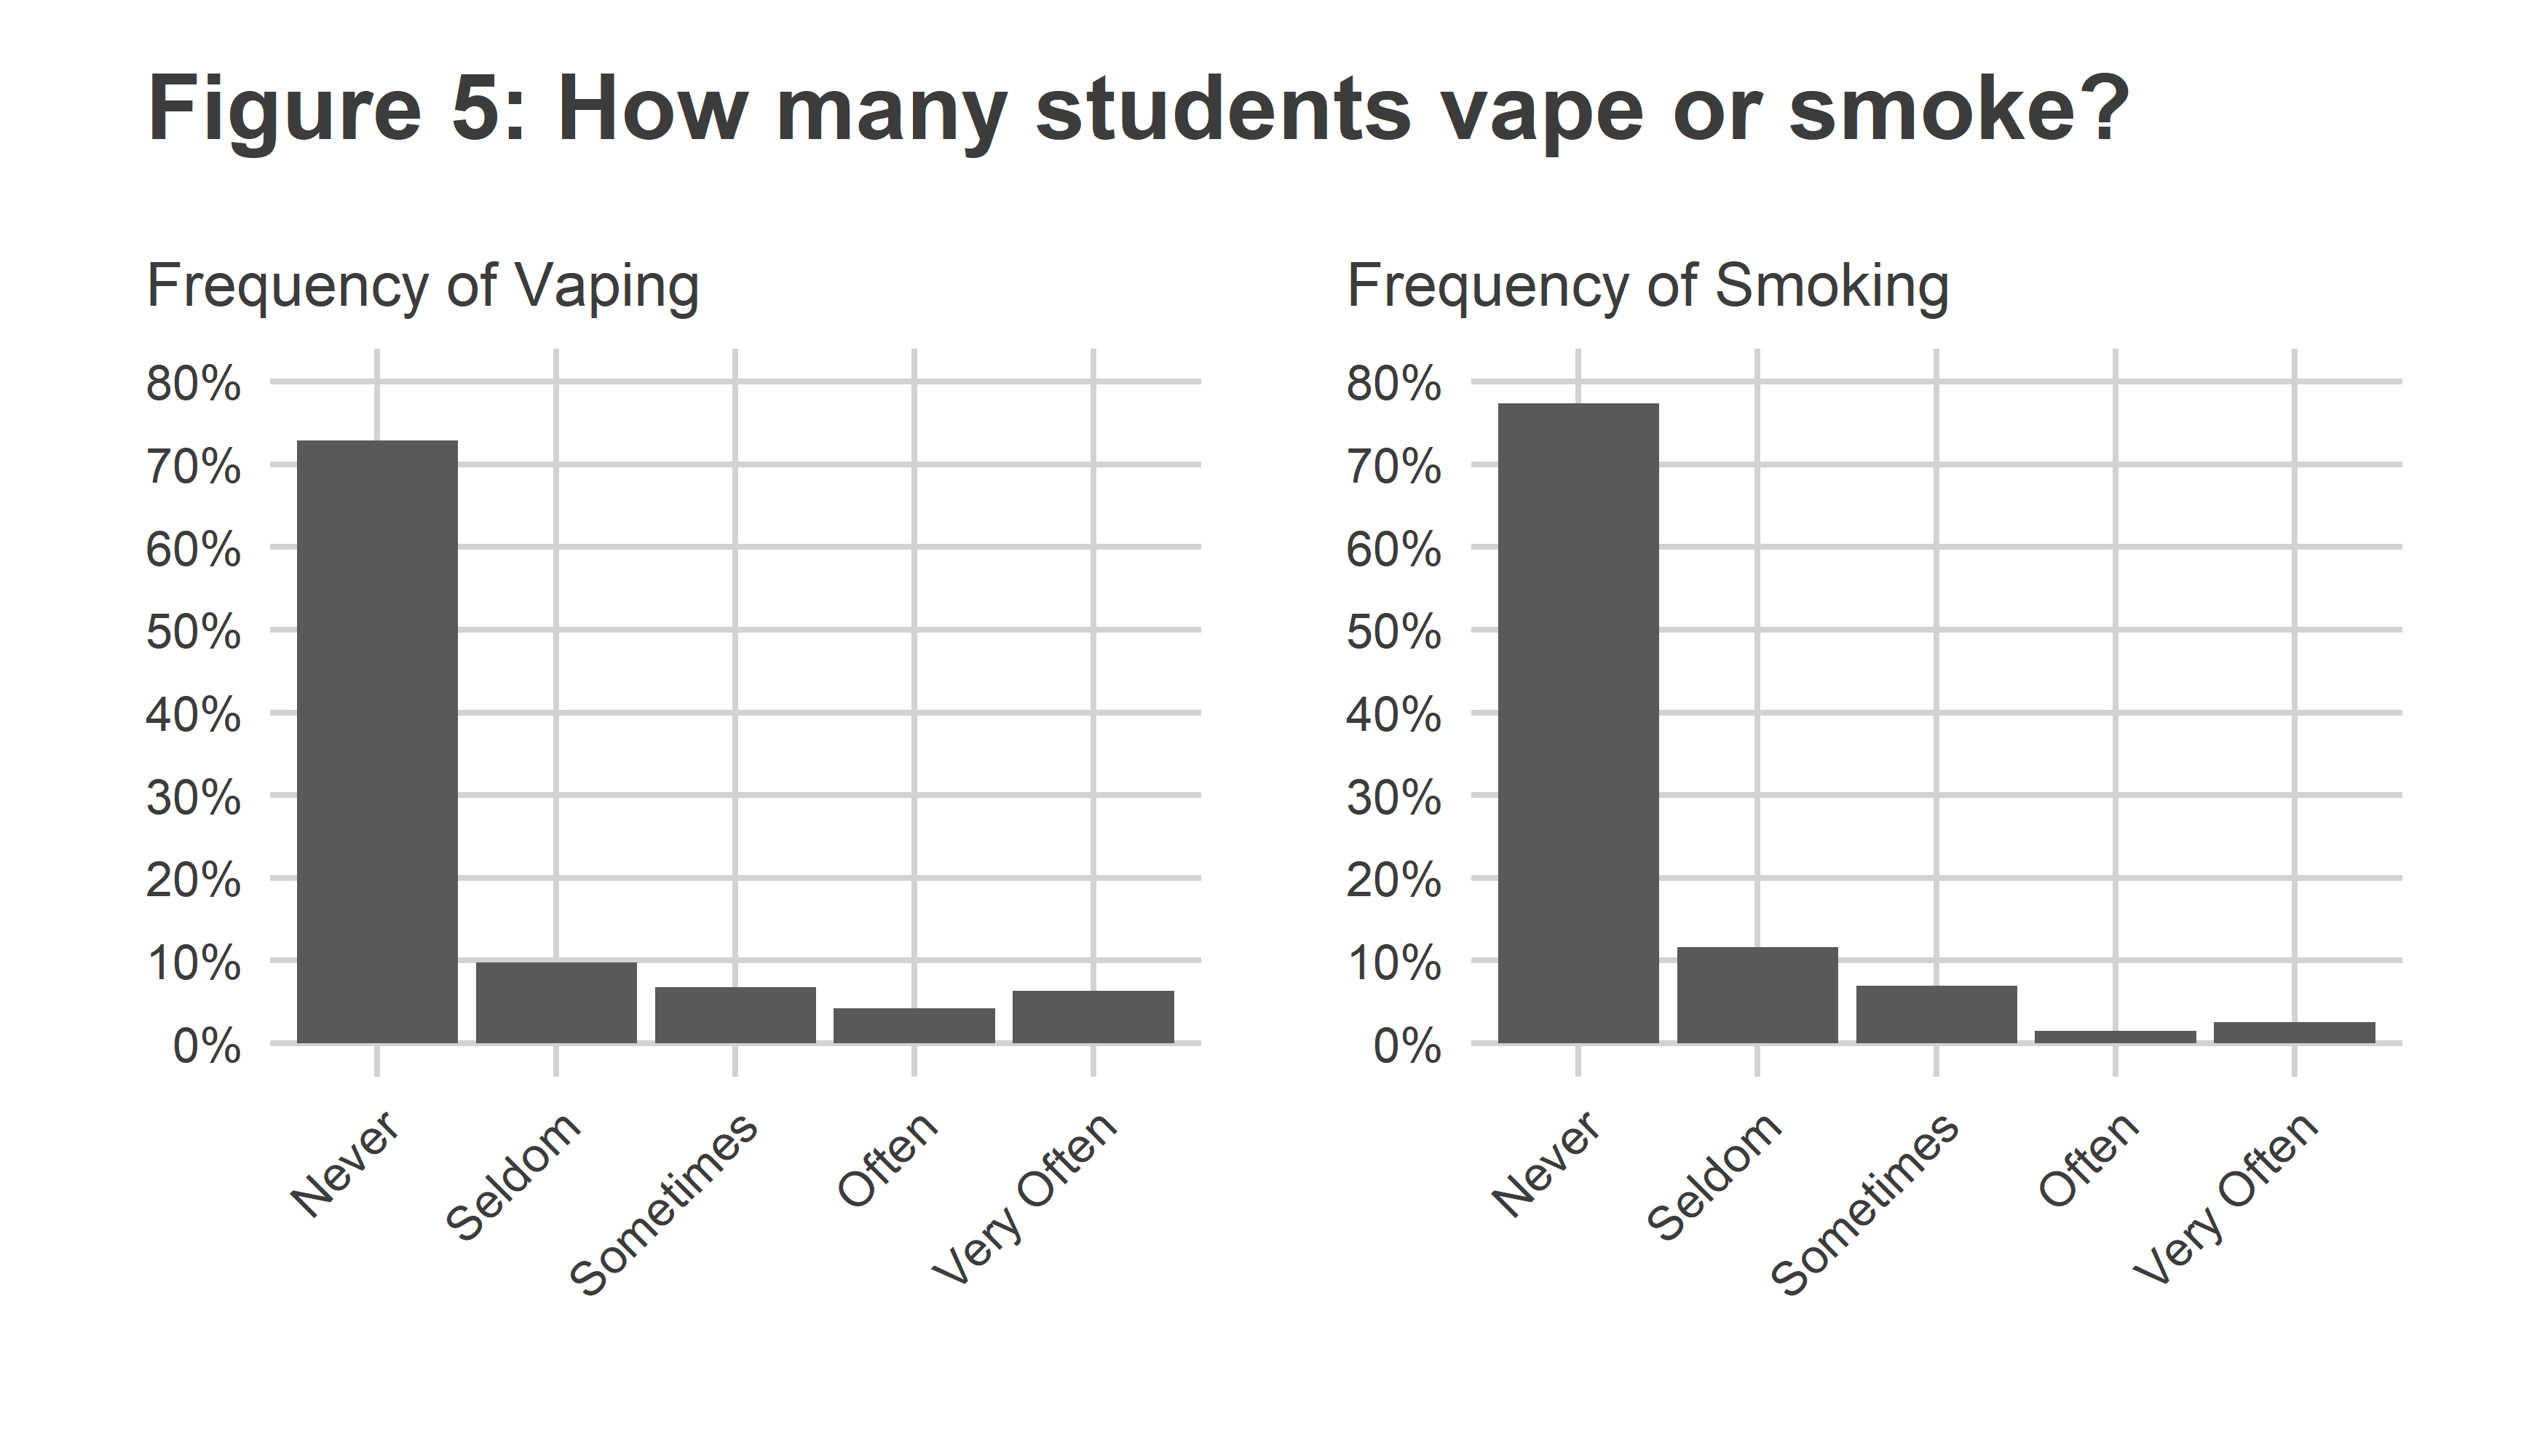 Figure 5: How many students vape or smoke?
Frequency of Vaping
80%
70%
60%
50%
40%
30%
20%
10%
0%
Never
Seldom
Sometimes
Often
Very Often
Frequency of Smoking
80%
70%
60%
50%
40%
30%
20%
10%
0%
Never
Seldom
Sometimes
Often
Very Often